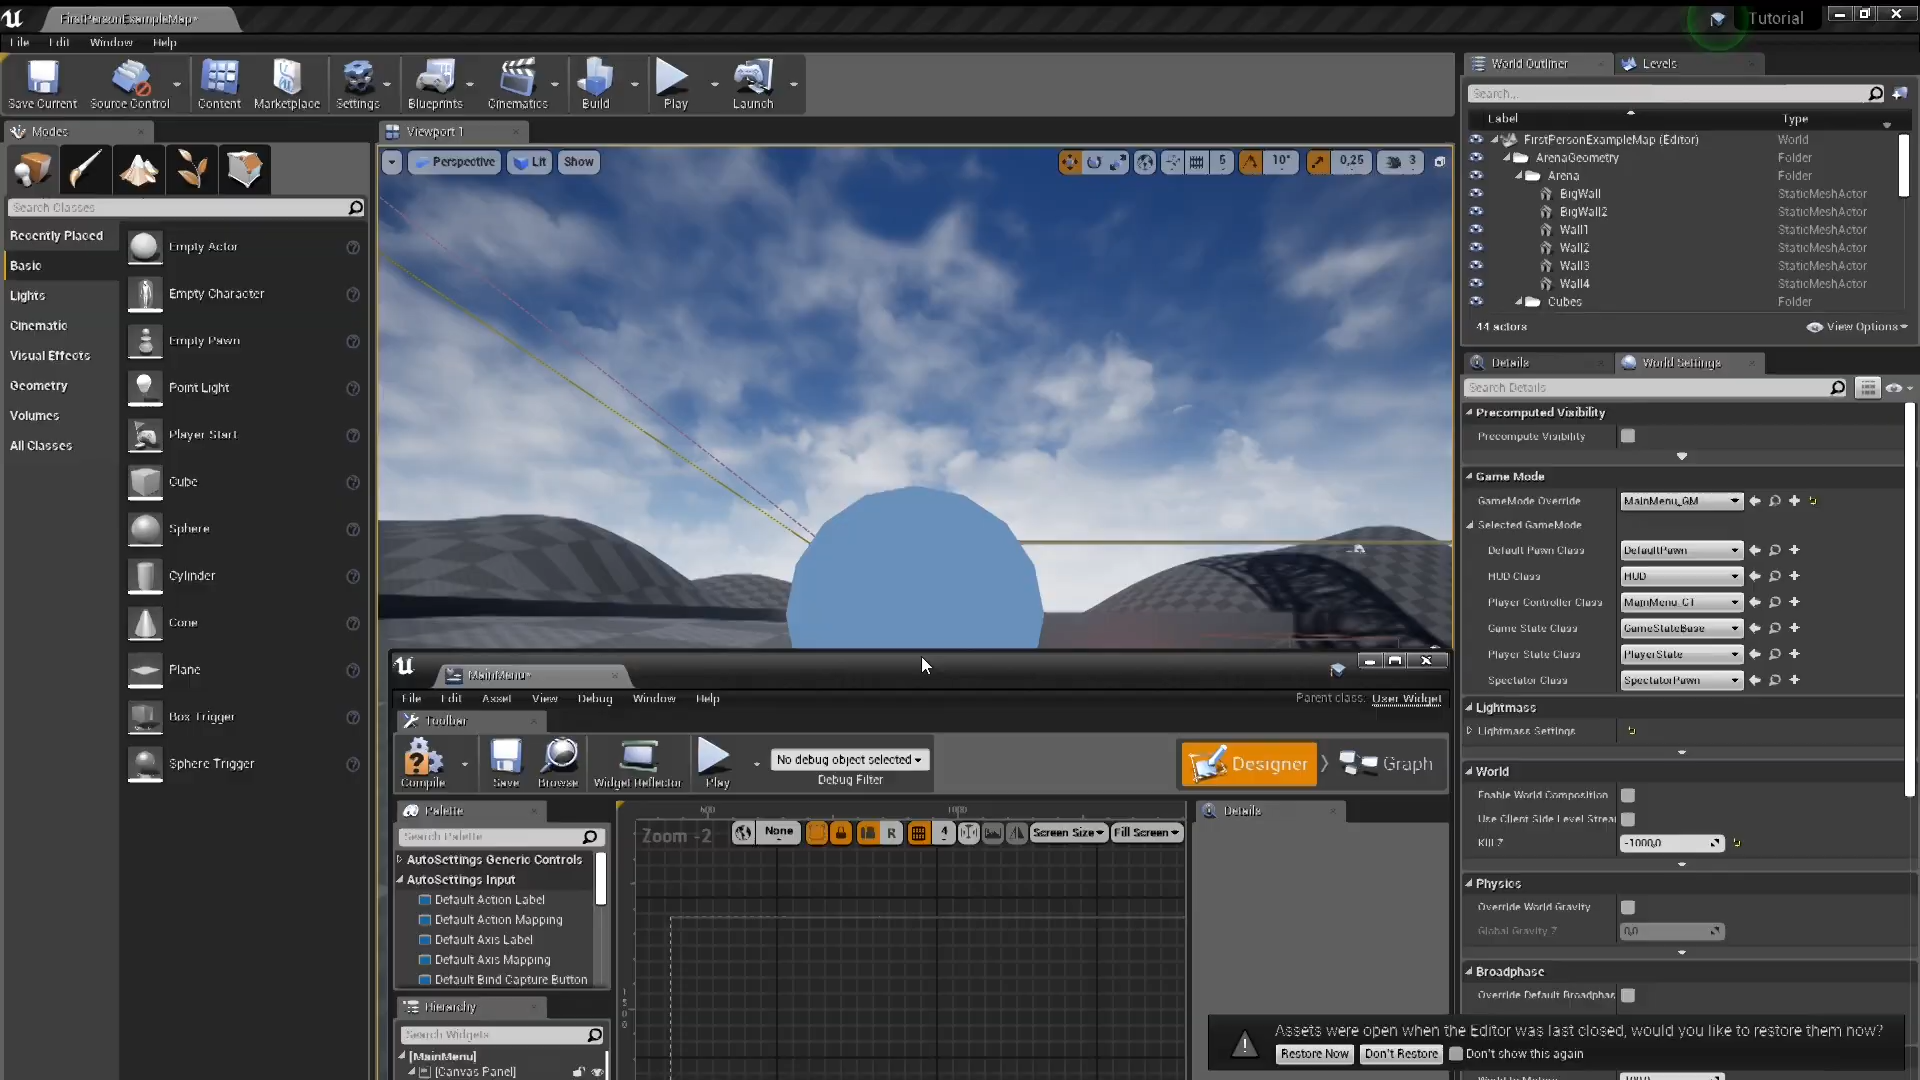 FirstPersonExampleMap*
Tutorial
File Edit Window Help
Save Current
Source Control
Content
Marketplace
Settings
Blueprints
Cinematics
Build
Play
Launch
Modes
Search Classes
Recently Placed
Basic
Lights
Cinematic
Visual Effects
Geometry
Volumes
All Classes
Empty Actor
Empty Character
Empty Pawn
Point Light
Player Start
Cube
Sphere
Cylinder
Cone
Plane
Box Trigger
Sphere Trigger
Viewport 1
Perspective Lit Show
5 10° 0,25 3
World Outliner Levels
Search...
Label Type
FirstPersonExampleMap (Editor) World
ArenaGeometry Folder
Arena Folder
BigWall StaticMeshActor
BigWall2 StaticMeshActor
Wall1 StaticMeshActor
Wall2 StaticMeshActor
Wall3 StaticMeshActor
Wall4 StaticMeshActor
Cubes Folder
44 actors View Options
Details World Settings
Search Details
Precomputed Visibility
Precompute Visibility
Game Mode
GameMode Override MainMenu_GM
Selected GameMode
Default Pawn Class DefaultPawn
HUD Class HUD
Player Controller Class
Game State Class GameStateBase
Player State Class PlayerState
Spectator Class SpectatorPawn
Lightmass
Lightmass Settings
World
Enable World Composition
Use Client Side Level Strea
Kill Z -1000,0
Physics
Override World Gravity
Global Gravity Z 0,0
Broadphase
Override Default Broadphas
MainMenu*
File Edit Asset View Debug Window Help
Parent class: User Widget
Toolbar
Compile
Save
Browse
Widget Reflector
Play
No debug object selected
Debug Filter
Designer
Graph
Palette
Search Palette
AutoSettings Generic Controls
AutoSettings Input
Default Action Label
Default Action Mapping
Default Axis Label
Default Axis Mapping
Default Bind Capture Button
Hierarchy
Search Widgets
[MainMenu]
[Canvas Panel]
1000
Zoom -2
None R 4 Screen Size Fill Screen
Details
Assets were open when the Editor was last closed, would you like to restore them now?
Restore Now Don't Restore Don't show this again